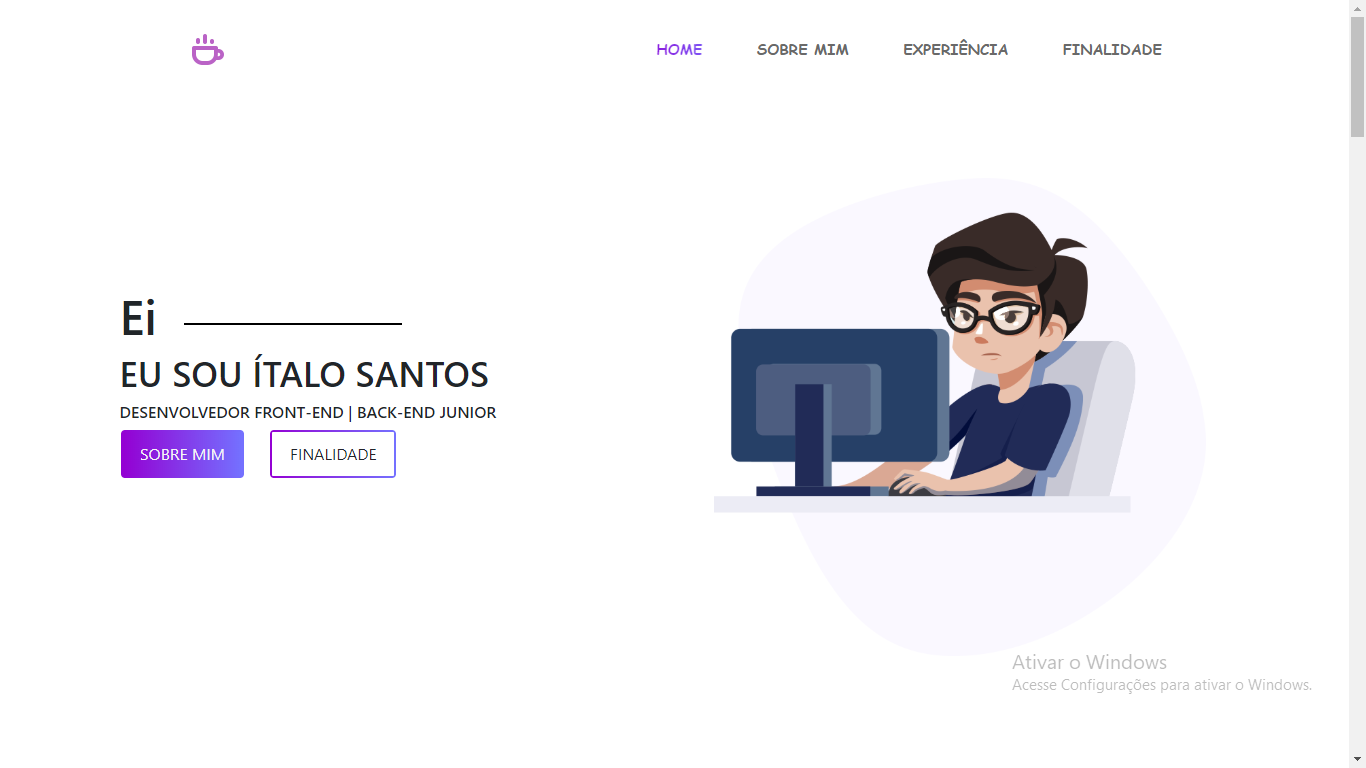 HOME SOBRE MIM EXPERIÊNCIA FINALIDADE
Ei
EU SOU ÍTALO SANTOS
DESENVOLVEDOR FRONT-END | BACK-END JUNIOR
SOBRE MIM FINALIDADE
Ativar o Windows
Acesse Configurações para ativar o Windows.